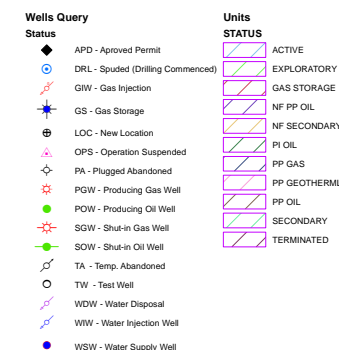 Wells Query
Status
APD - Aproved Permit
DRL - Spuded (Drilling Commenced)
GIW - Gas Injection
GS - Gas Storage
LOC - New Location
OPS - Operation Suspended
PA - Plugged Abandoned
PGW - Producing Gas Well
POW - Producing Oil Well
SGW - Shut-in Gas Well
SOW - Shut-in Oil Well
TA - Temp. Abandoned
TW - Test Well
WDW - Water Disposal
WIW - Water Injection Well
WSW - Water Supply Well
Units
STATUS
ACTIVE
EXPLORATORY
GAS STORAGE
NF PP OIL
NF SECONDARY
PI OIL
PP GAS
PP GEOTHERML
PP OIL
SECONDARY
TERMINATED